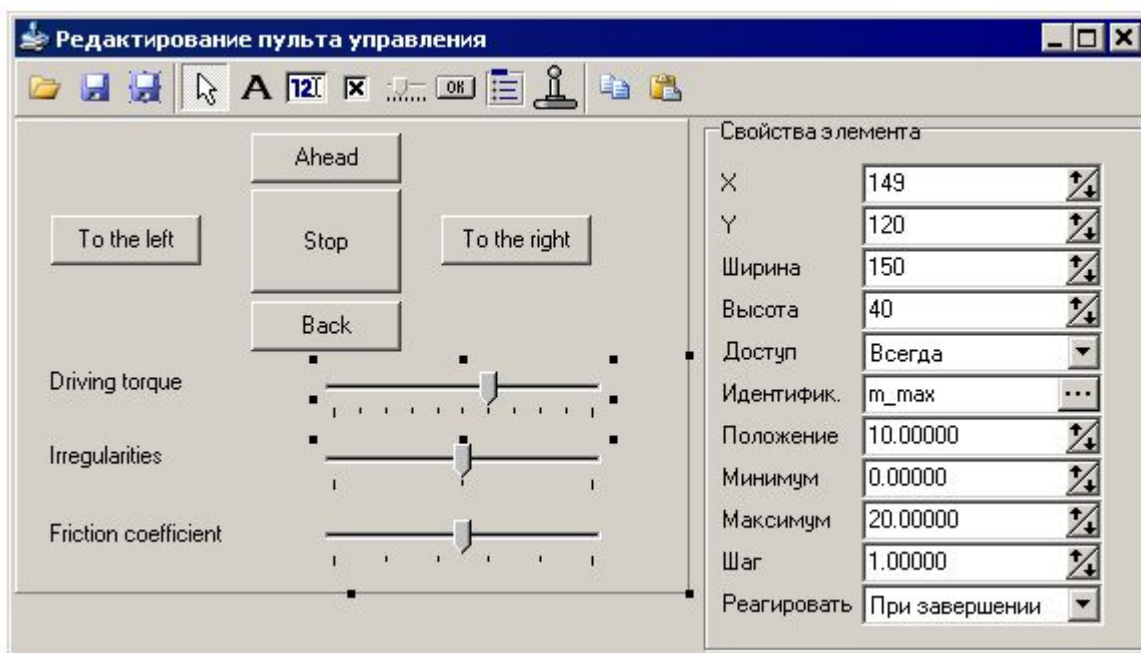 Редактирование пульта управления
A 12 OK
Ahead
To the left
Stop
To the right
Back
Driving torque
Irregularities
Friction coefficient
Свойства элемента
X 149
Y 120
Ширина 150
Высота 40
Доступ Всегда
Идентифик. m_max ...
Положение 10.00000
Минимум 0.00000
Максимум 20.00000
Шаг 1.00000
Реагировать При завершении